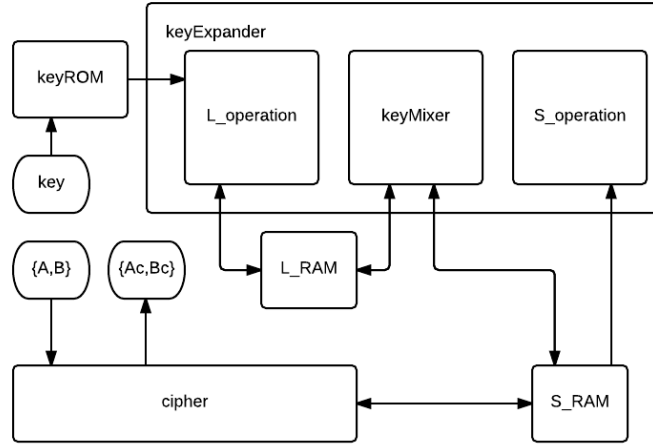 keyExpander
keyROM
L_operation
keyMixer
S_operation
key
{A,B}
{Ac,Bc}
L_RAM
cipher
S_RAM